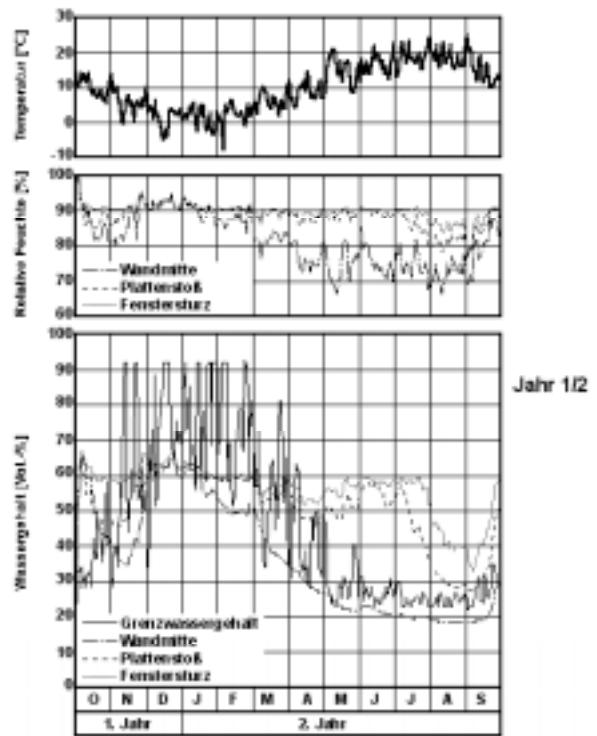 Temperatur [°C]
30
20
10
0
-10
Relative Feuchte [%]
100
90
80
70
60
Wandmitte
Plattenstoß
Fenstersturz
Wassergehalt [Vol.-%]
100
90
80
70
60
50
40
30
20
10
0
Grenzwassergehalt
Wandmitte
Plattenstoß
Fenstersturz
O N D J F M A M J J A S
1. Jahr 2. Jahr
Jahr 1/2